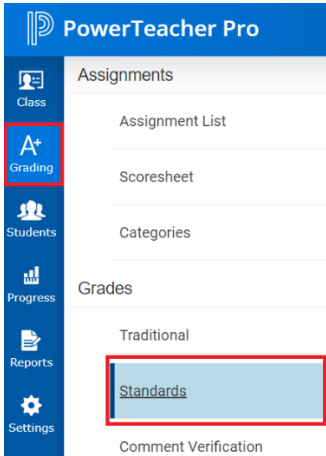 PowerTeacher Pro
Class
A+
Grading
Students
Progress
Reports
Settings
Assignments
Assignment List
Scoresheet
Categories
Grades
Traditional
Standards
Comment Verification